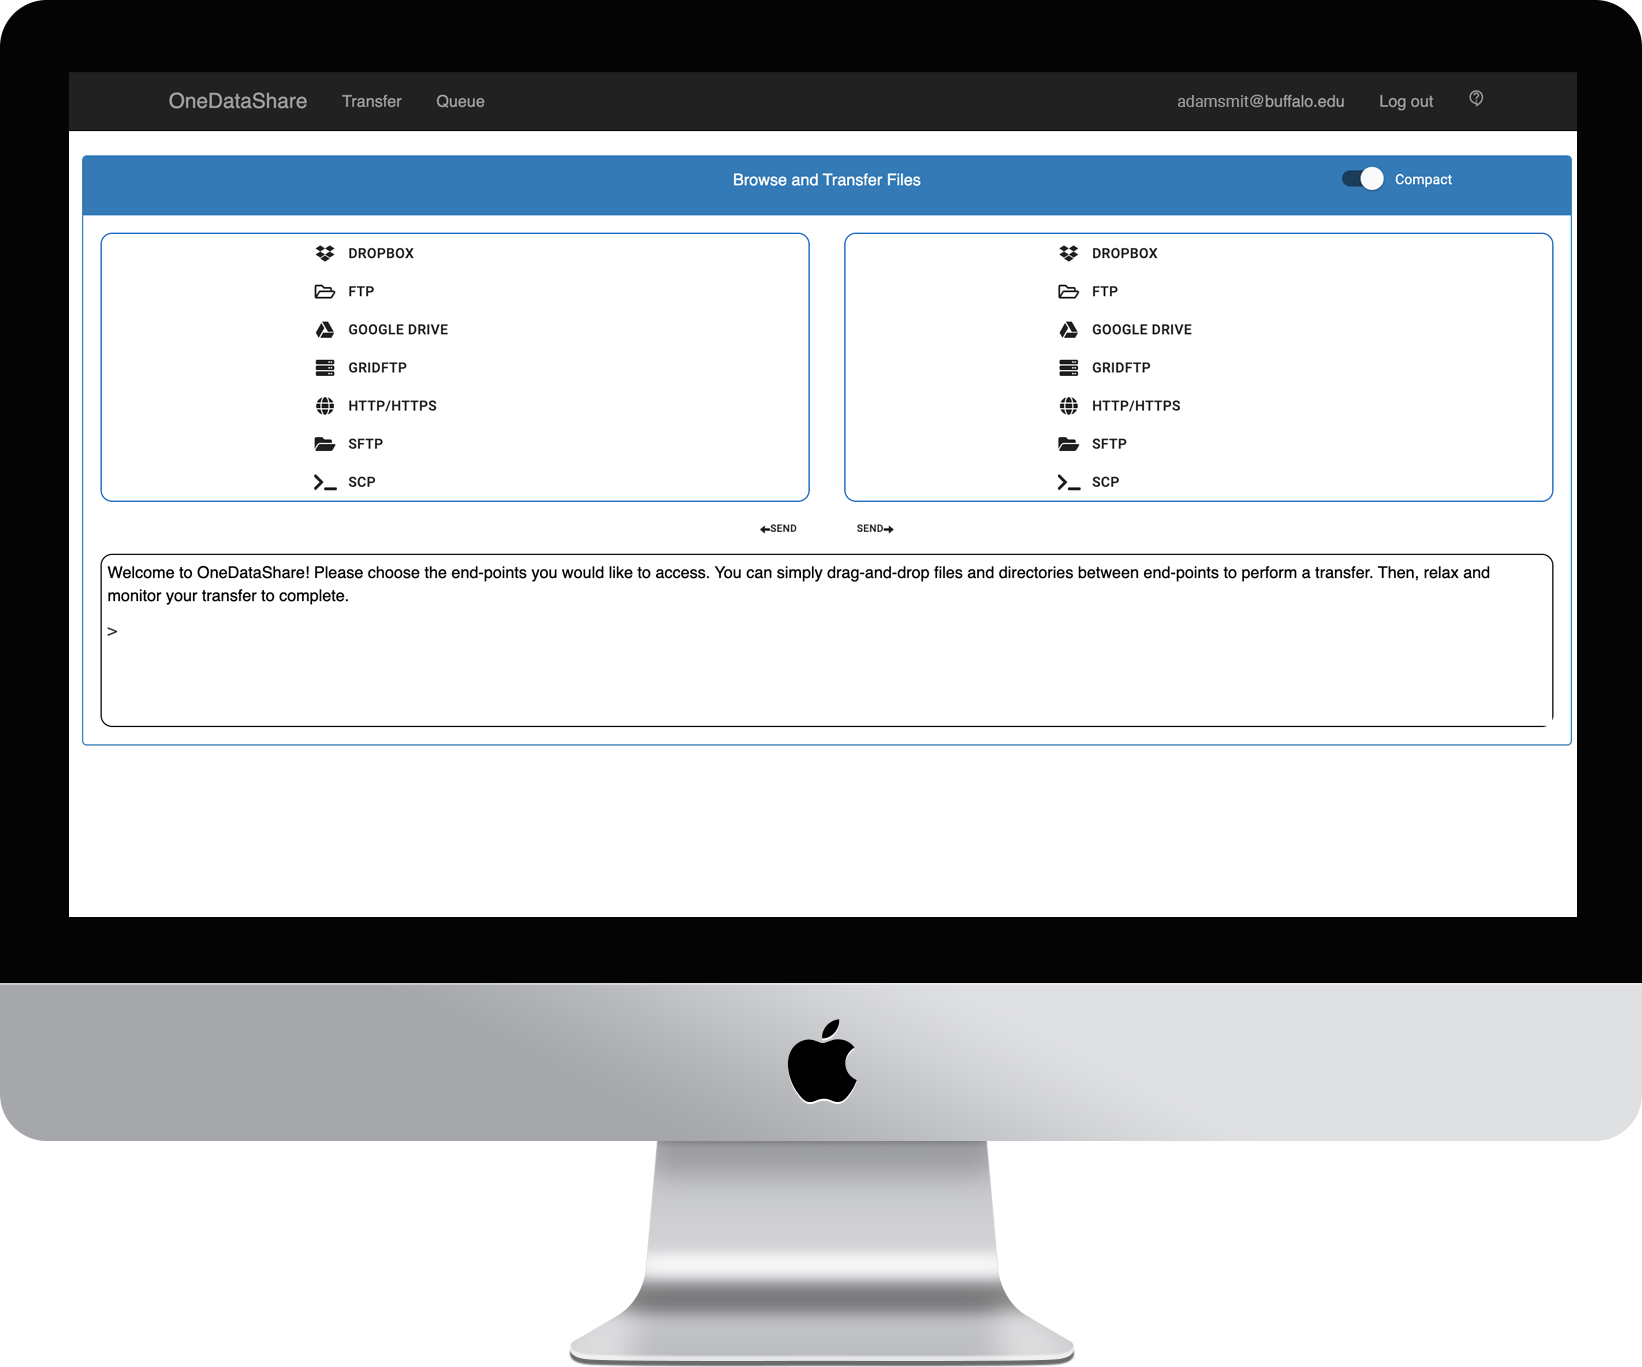 OneDataShare Transfer Queue adamsmit@buffalo.edu Log out
Browse and Transfer Files Compact
DROPBOX
FTP
GOOGLE DRIVE
GRIDFTP
HTTP/HTTPS
SFTP
SCP
DROPBOX
FTP
GOOGLE DRIVE
GRIDFTP
HTTP/HTTPS
SFTP
SCP
SEND SEND
Welcome to OneDataShare! Please choose the end-points you would like to access. You can simply drag-and-drop files and directories between end-points to perform a transfer. Then, relax and
monitor your transfer to complete.
>